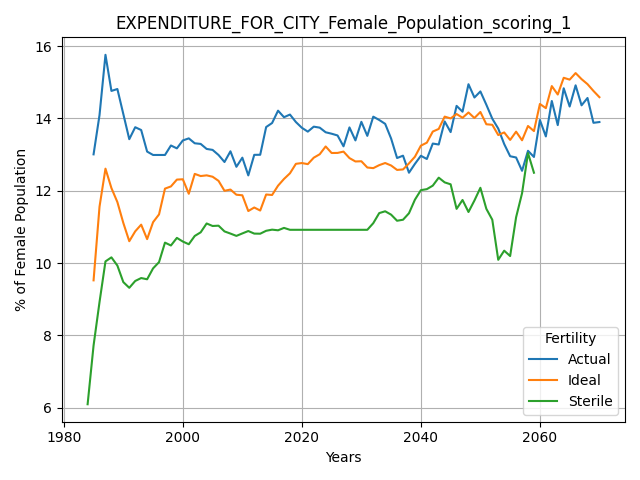 EXPENDITURE_FOR_CITY_Female_Population_scoring_1
16
14
12
10
8
6
% of Female Population
1980
2000
2020
2040
2060
Years
Fertility
Actual
Ideal
Sterile